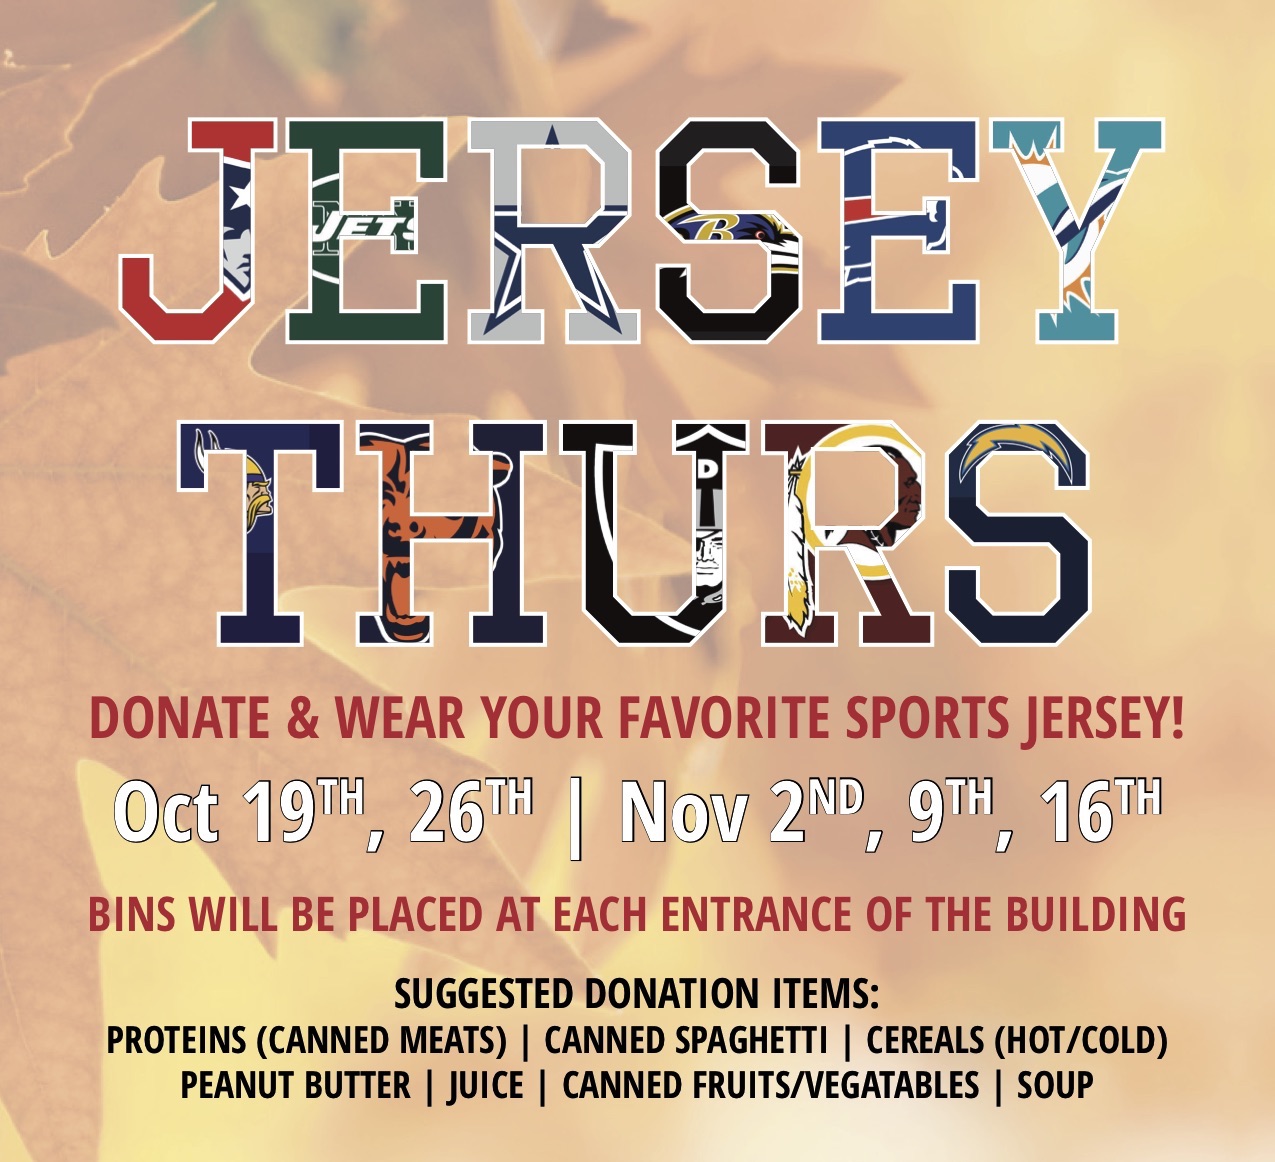 JERSEY
JETS
B
THURS
D
DONATE & WEAR YOUR FAVORITE SPORTS JERSEY!
Oct 19TH, 26TH | Nov 2ND, 9TH, 16TH
BINS WILL BE PLACED AT EACH ENTRANCE OF THE BUILDING
SUGGESTED DONATION ITEMS:
PROTEINS (CANNED MEATS) | CANNED SPAGHETTI | CEREALS (HOT/COLD)
PEANUT BUTTER | JUICE | CANNED FRUITS/VEGATABLES | SOUP